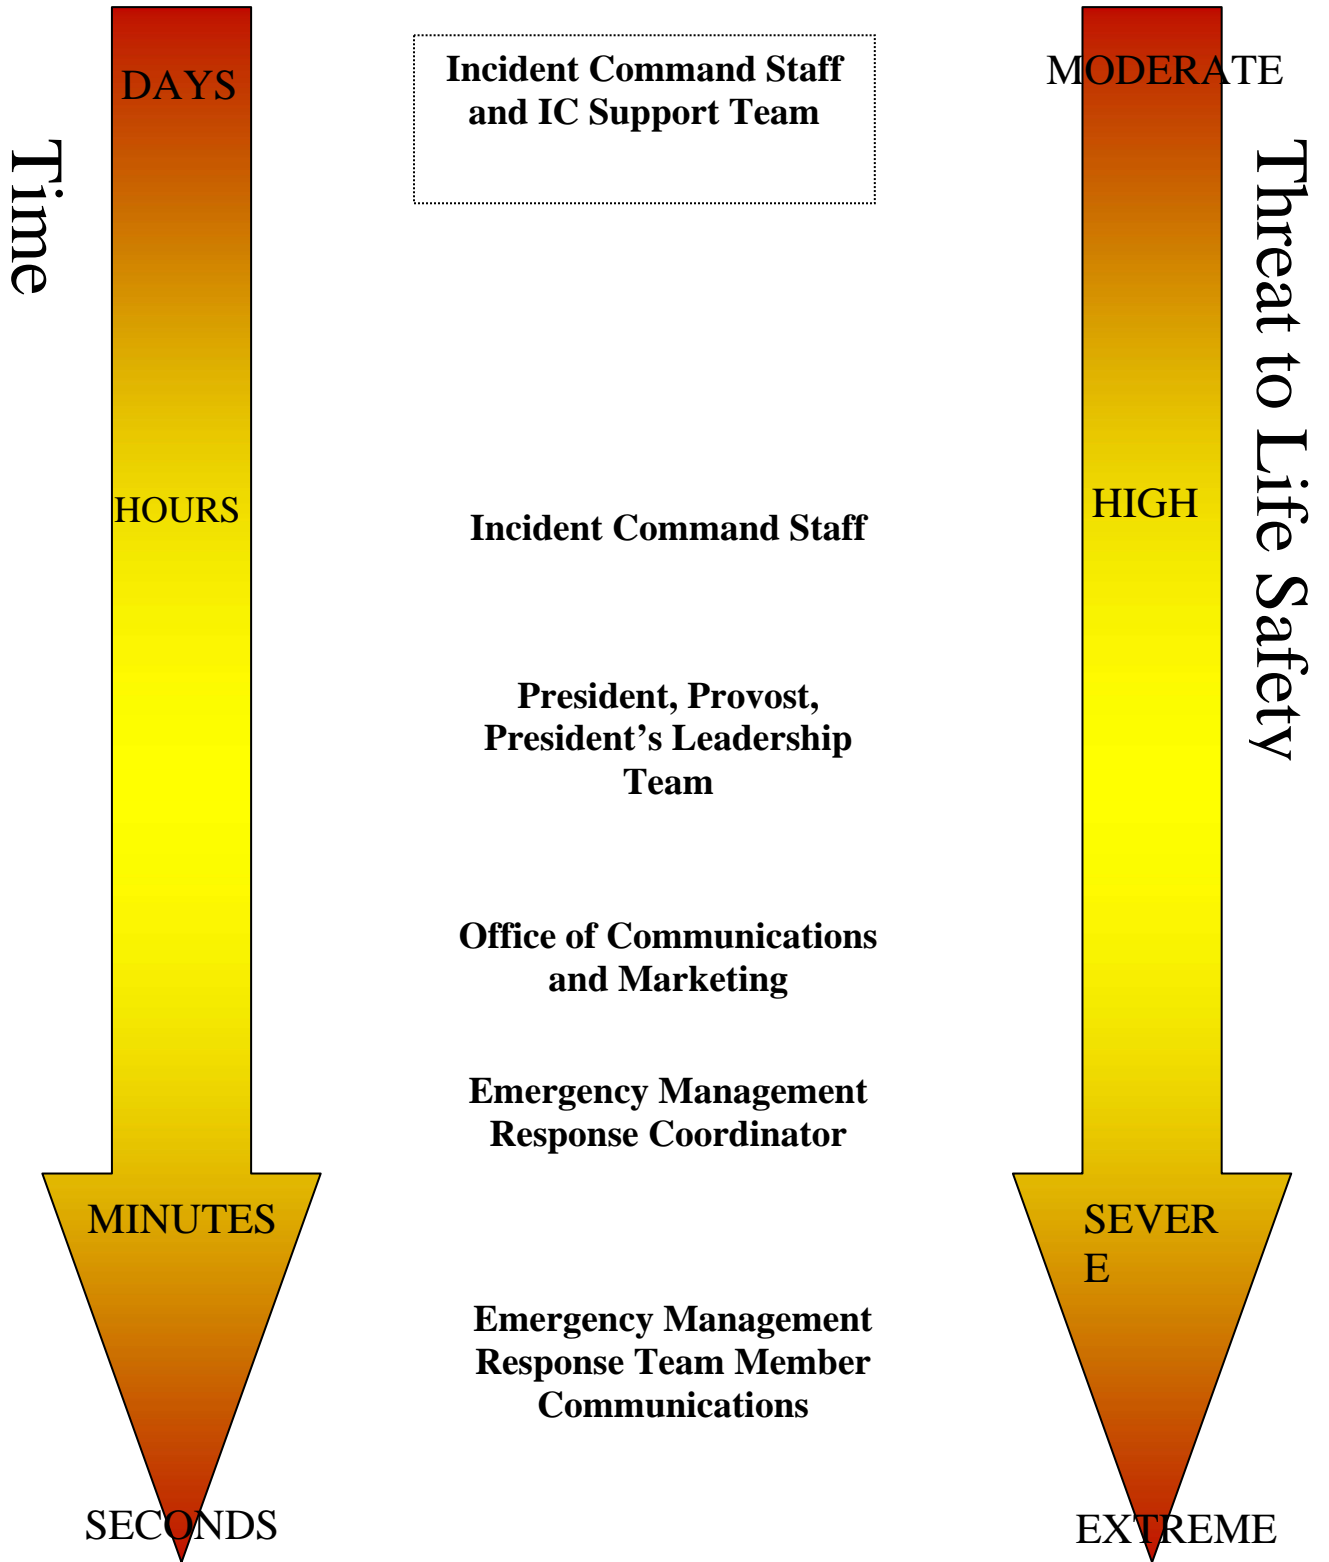 DAYS
Incident Command Staff
and IC Support Team
MODERATE
Time
Threat to Life Safety
HOURS
Incident Command Staff
HIGH
President, Provost,
President’s Leadership
Team
Office of Communications
and Marketing
Emergency Management
Response Coordinator
MINUTES
SEVER
E
Emergency Management
Response Team Member
Communications
SECONDS
EXTREME